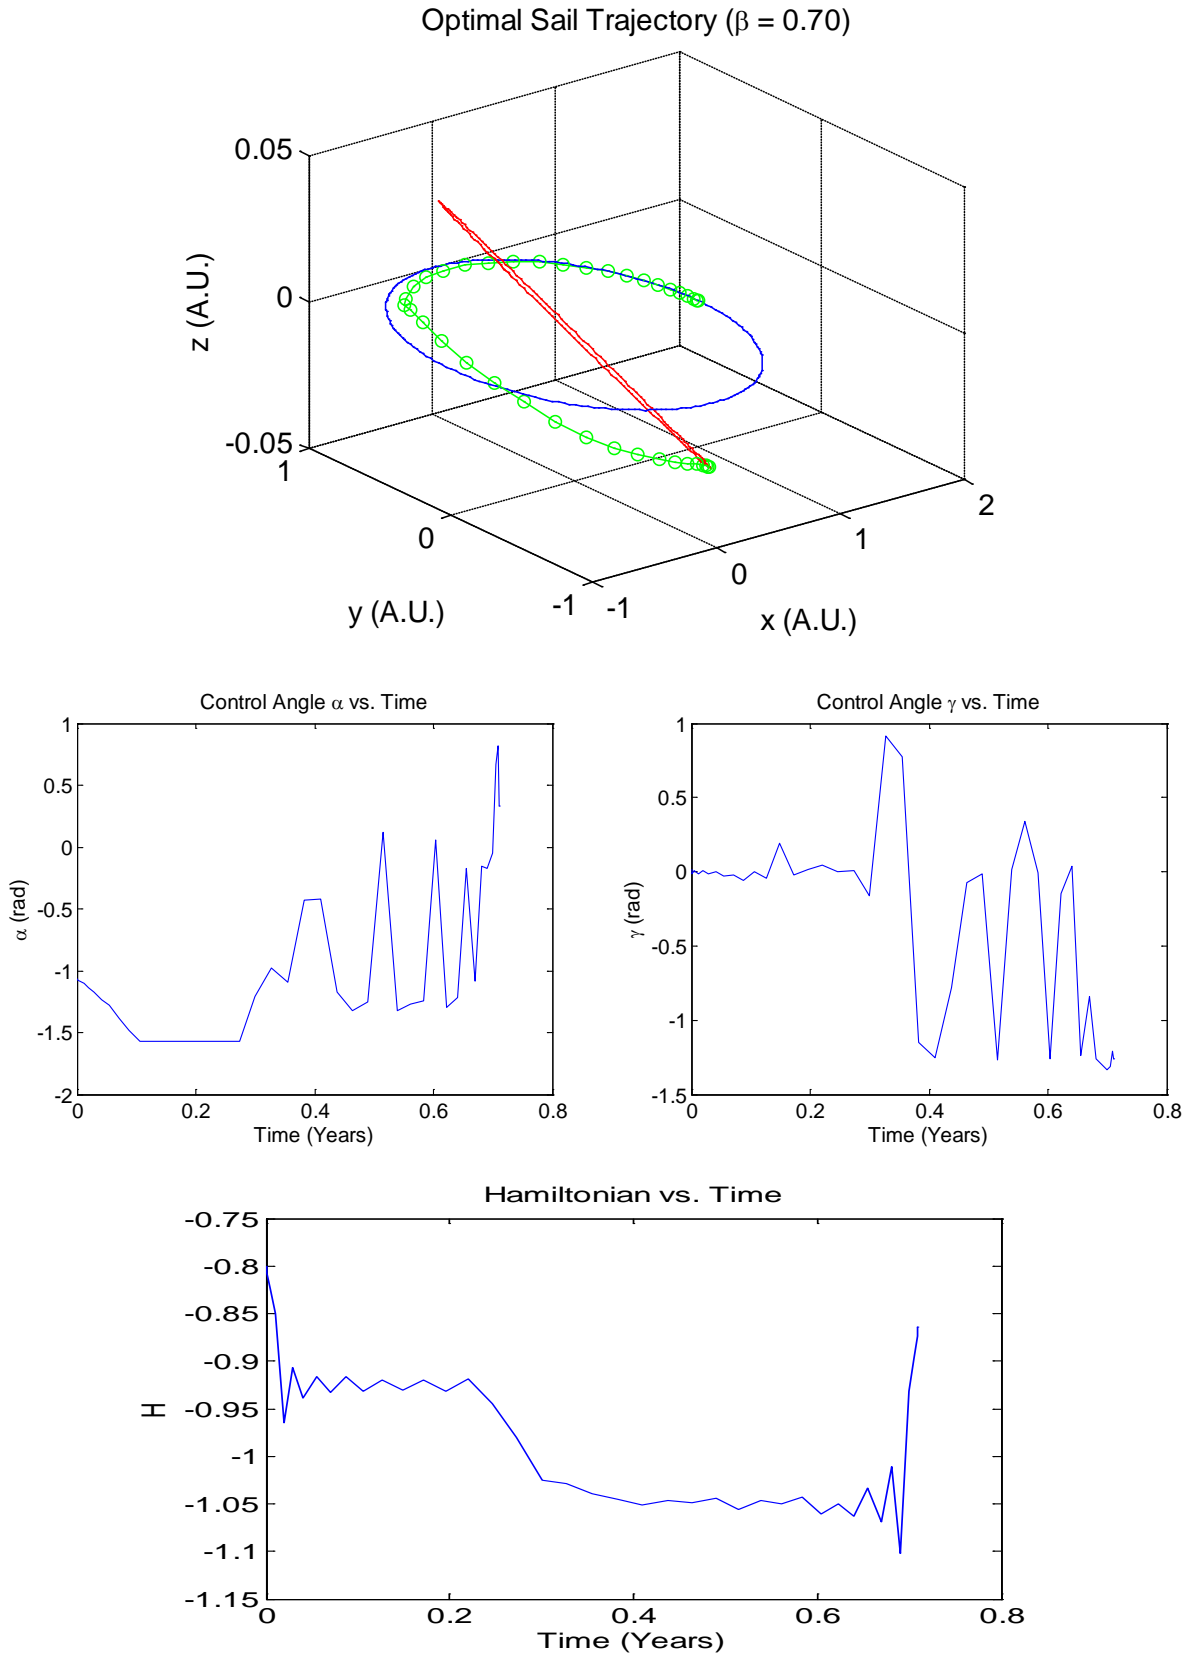 Optimal Sail Trajectory (β = 0.70)
0.05
0
-0.05
z (A.U.)
1
0
-1
y (A.U.)
-1
0
1
2
x (A.U.)
Control Angle α vs. Time
1
0.5
0
-0.5
-1
-1.5
-2
α (rad)
0 0.2 0.4 0.6 0.8
Time (Years)
Control Angle γ vs. Time
1
0.5
0
-0.5
-1
-1.5
γ (rad)
0 0.2 0.4 0.6 0.8
Time (Years)
Hamiltonian vs. Time
-0.75
-0.8
-0.85
-0.9
-0.95
-1
-1.05
-1.1
-1.15
H
0 0.2 0.4 0.6 0.8
Time (Years)